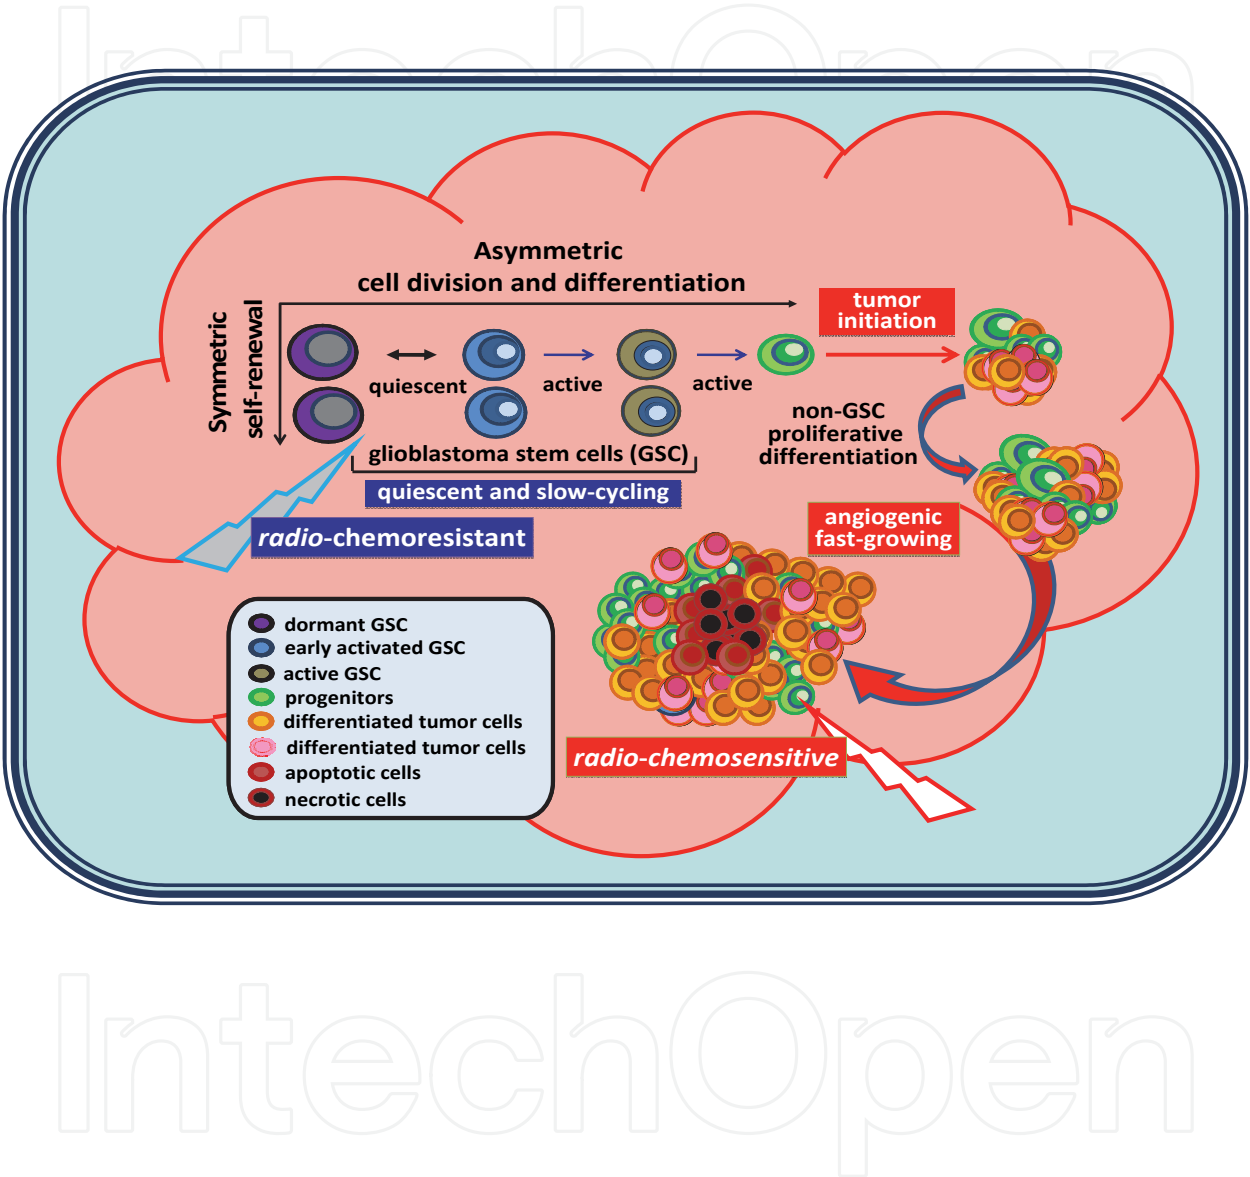 IntechOpen
Asymmetric
cell division and differentiation
Symmetric
self-renewal
tumor
initiation
quiescent
active
active
non-GSC
proliferative
differentiation
glioblastoma stem cells (GSC)
quiescent and slow-cycling
radio-chemoresistant
angiogenic
fast-growing
dormant GSC
early activated GSC
active GSC
progenitors
differentiated tumor cells
differentiated tumor cells
apoptotic cells
necrotic cells
radio-chemosensitive
IntechOpen